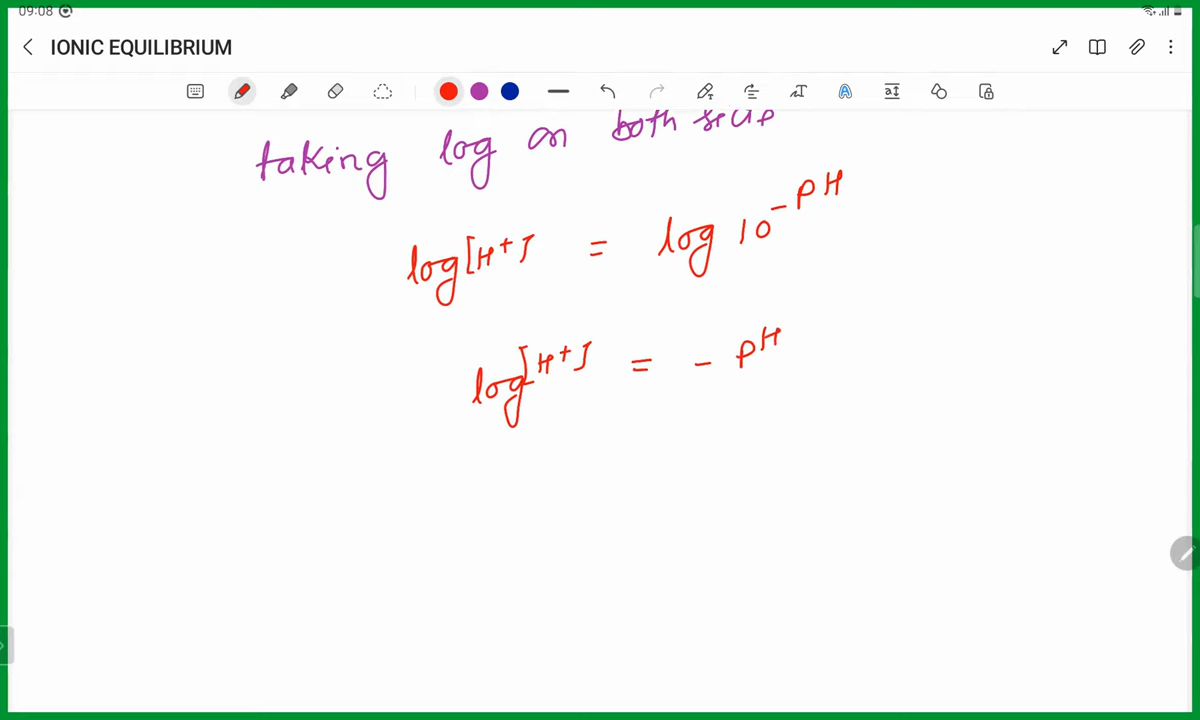 09:08
IONIC EQUILIBRIUM
taking log on both side
log[H+] = log 10^-PH
log[H+] = - PH